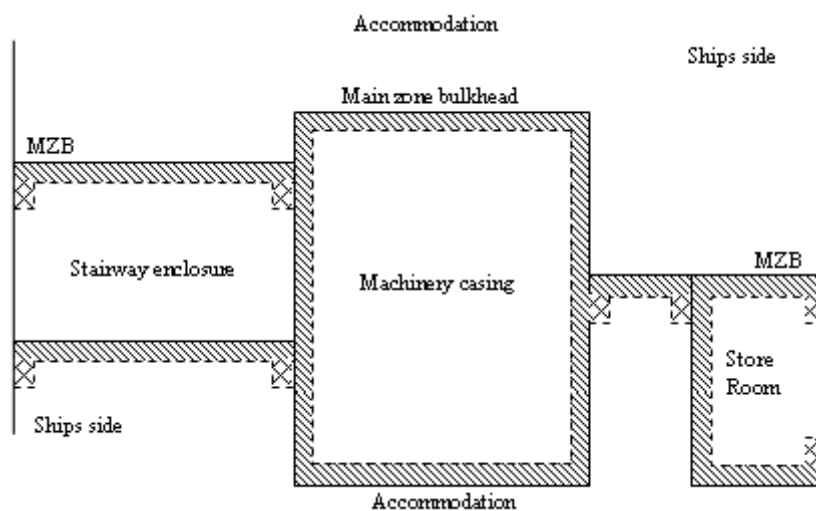 Accommodation
Ships side
Main zone bulkhead
MZB
Stairway enclosure
Machinery casing
MZB
Store
Room
Ships side
Accommodation